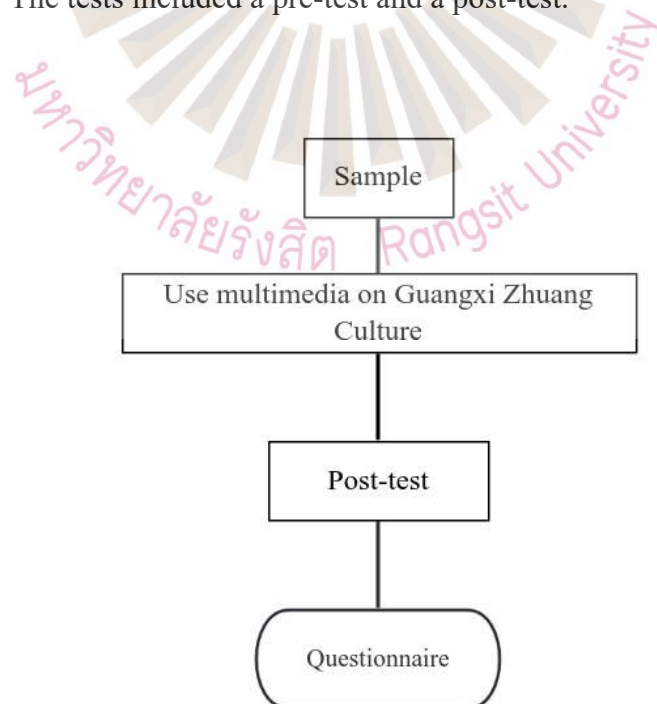 The tests included a pre-test and a post-test.
มหาวิทยาลัยรังสิต Rangsit University
Sample
Use multimedia on Guangxi Zhuang
Culture
Post-test
Questionnaire